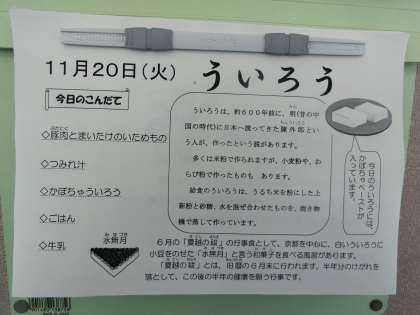 11月20日(火)
ういろう
今日のこんだて
◇豚肉とまいたけのいためもの
◇つみれ汁
◇かぼちゃういろう
◇ごはん
◇牛乳
ういろうは、約６００年前に、明(昔の中
国の時代)に日本へ渡ってきた陳外郎とい
う人が、作ったという説があります。
多くは米粉で作られますが、小麦粉や、わ
らび粉で作ったものも あります。
給食のういろうは、うるち米を粉にした上
新粉と砂糖、水を混ぜ合わせたものを、焼き物
機で蒸して作っています。
今日のういろうには、
かぼちゃペーストが
入っています。
水無月
６月の「夏越の祓」の行事食として、京都を中心に、白いういろうに
小豆をのせた「水無月」と言う和菓子を食べる風習があります。
「夏越の祓」とは、旧暦の６月末に行われます。半年分のけがれを
落として、この後の半年の健康を願う行事です。